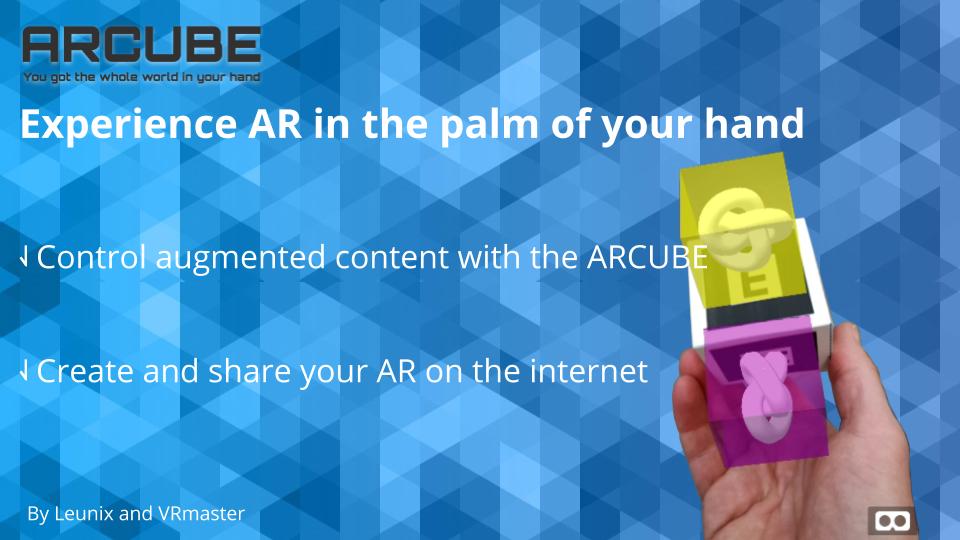 ARCUBE
You got the whole world in your hand
Experience AR in the palm of your hand
Control augmented content with the ARCUBE
E
Create and share your AR on the internet
By Leunix and VRmaster